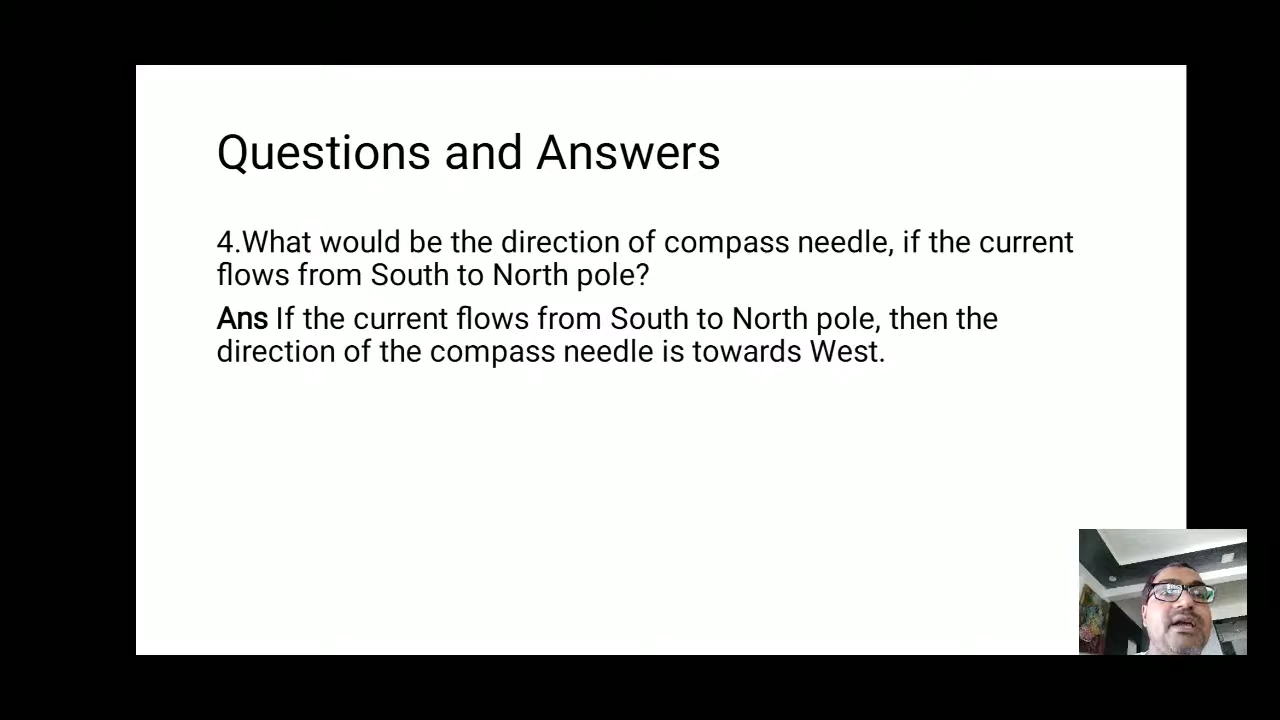 Questions and Answers
4.What would be the direction of compass needle, if the current
flows from South to North pole?
Ans If the current flows from South to North pole, then the
direction of the compass needle is towards West.